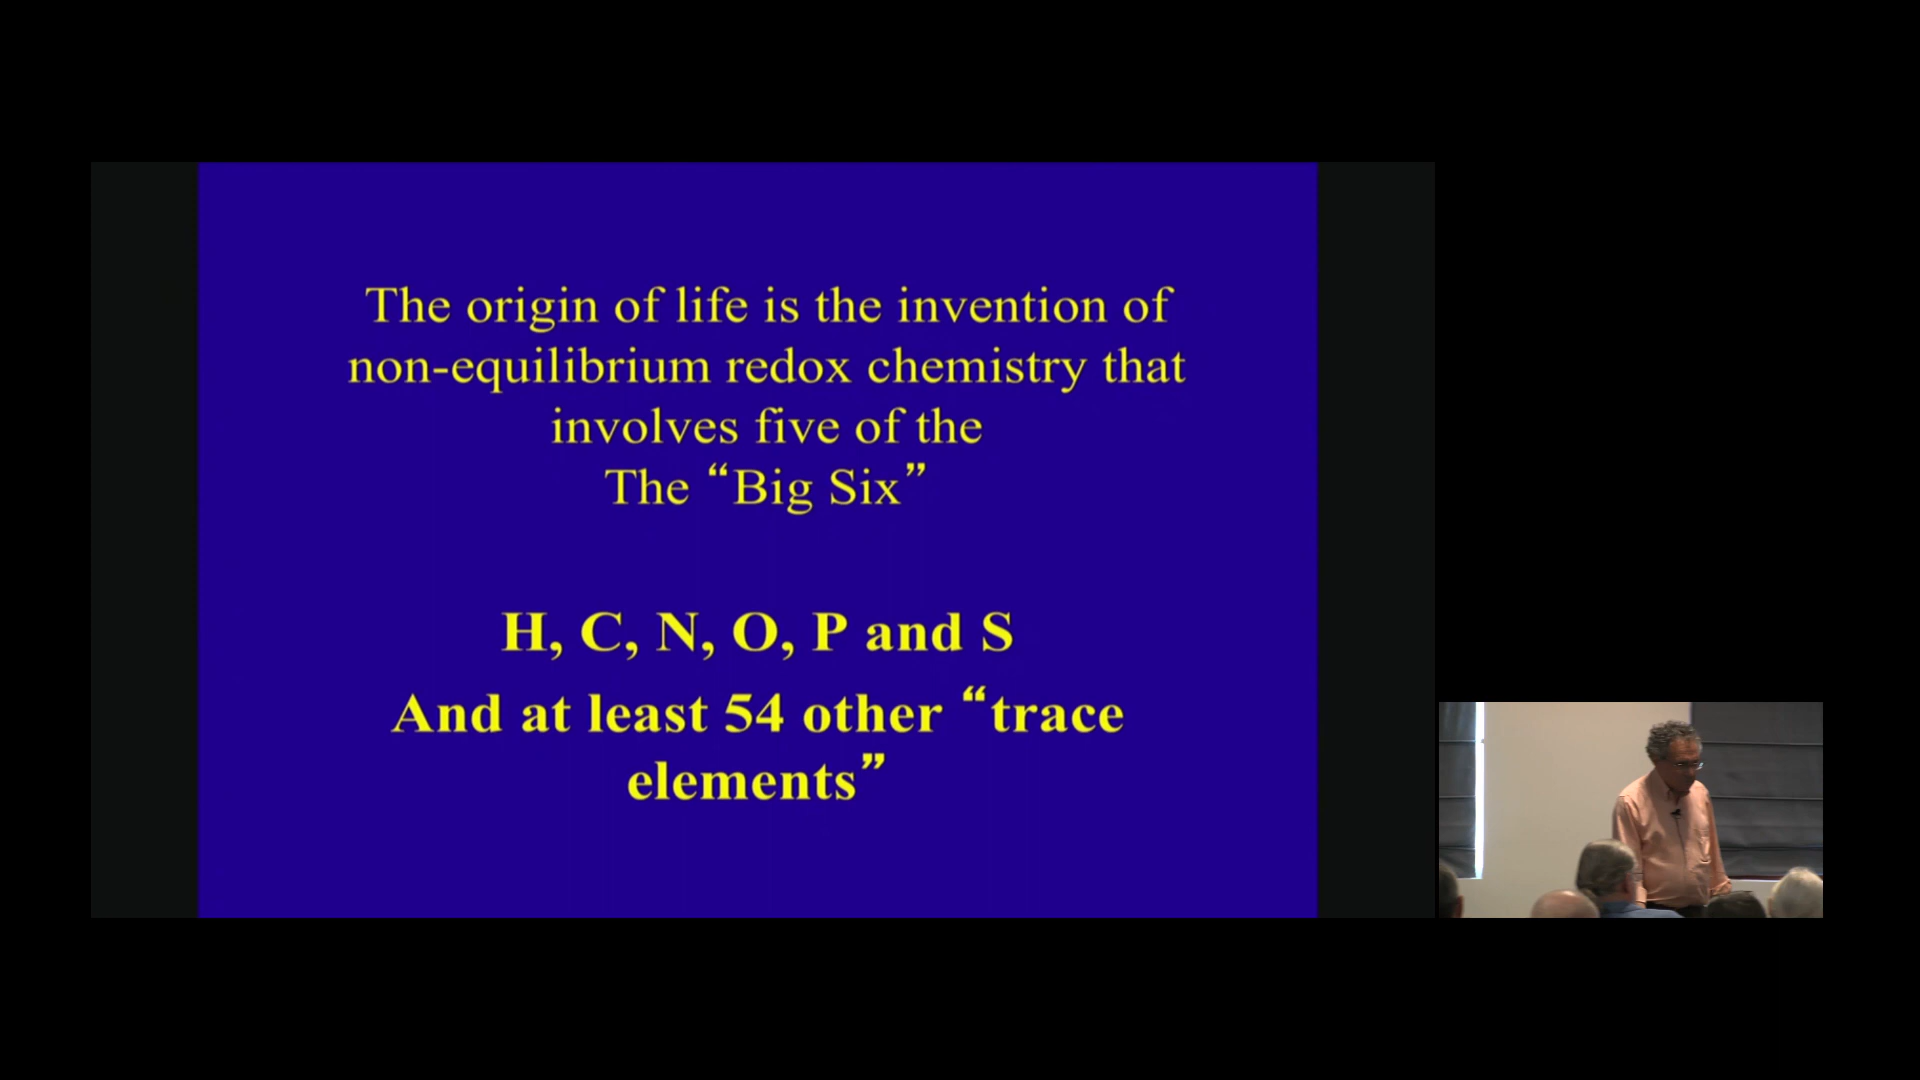 The origin of life is the invention of
non-equilibrium redox chemistry that
involves five of the
The “Big Six”
H, C, N, O, P and S
And at least 54 other “trace
elements”